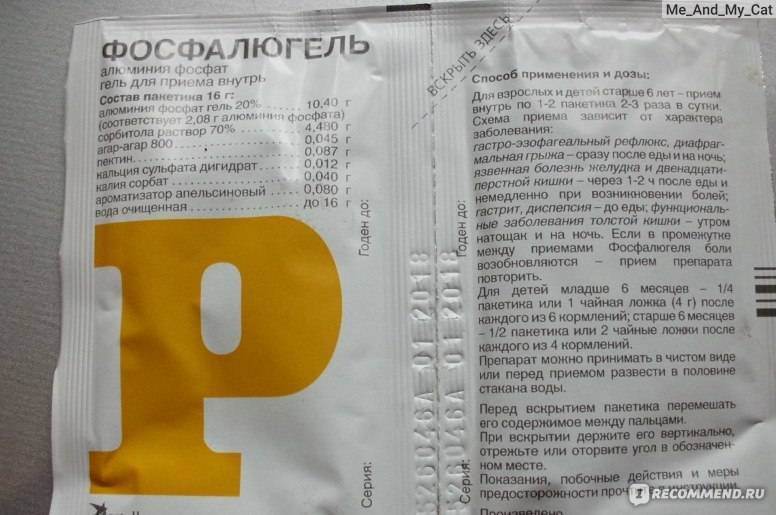 Me_And_My_Cat
ФОСФАЛЮГЕЛЬ
алюминия фосфат
гель для приема внутрь
Состав пакетика 16 г:
алюминия фосфат гель 20% ..... 10,40 г
(соответствует 2,08 г алюминия фосфата)
сорбитола раствор 70% ..... 4,480 г
агар-агар 800 ..... 0,045 г
пектин ..... 0,087 г
кальция сульфата дигидрат ..... 0,012 г
калия сорбат ..... 0,040 г
ароматизатор апельсиновый ..... 0,080 г
вода очищенная ..... до 16 г
P
Годен до:
Серия:
ВСКРЫТЬ ЗДЕСЬ
326046A 01 2018
326046A 01 2018
Годен до:
Серия:
Способ применения и дозы:
Для взрослых и детей старше 6 лет – прием
внутрь по 1-2 пакетика 2-3 раза в сутки.
Схема приема зависит от характера
заболевания:
гастро-эзофагеальный рефлюкс, диафраг-
мальная грыжа – сразу после еды и на ночь;
язвенная болезнь желудка и двенадцати-
перстной кишки – через 1-2 ч после еды и
немедленно при возникновении болей;
гастрит, диспепсия – до еды; функциональ-
ные заболевания толстой кишки – утром
натощак и на ночь. Если в промежутке
между приемами Фосфалюгеля боли
возобновляются – прием препарата
повторить.
Для детей младше 6 месяцев – 1/4
пакетика или 1 чайная ложка (4 г) после
каждого из 6 кормлений; старше 6 месяцев
– 1/2 пакетика или 2 чайные ложки после
каждого из 4 кормлений.
Препарат можно принимать в чистом виде
или перед приемом развести в половине
стакана воды.
Перед вскрытием пакетика перемешать
его содержимое между пальцами.
При вскрытии держите его вертикально,
отрежьте или оторвите угол в обозначен-
ном месте.
Показания, побочные действия и меры
предосторожности в инструкции
Произведено
RECOMMEND.RU